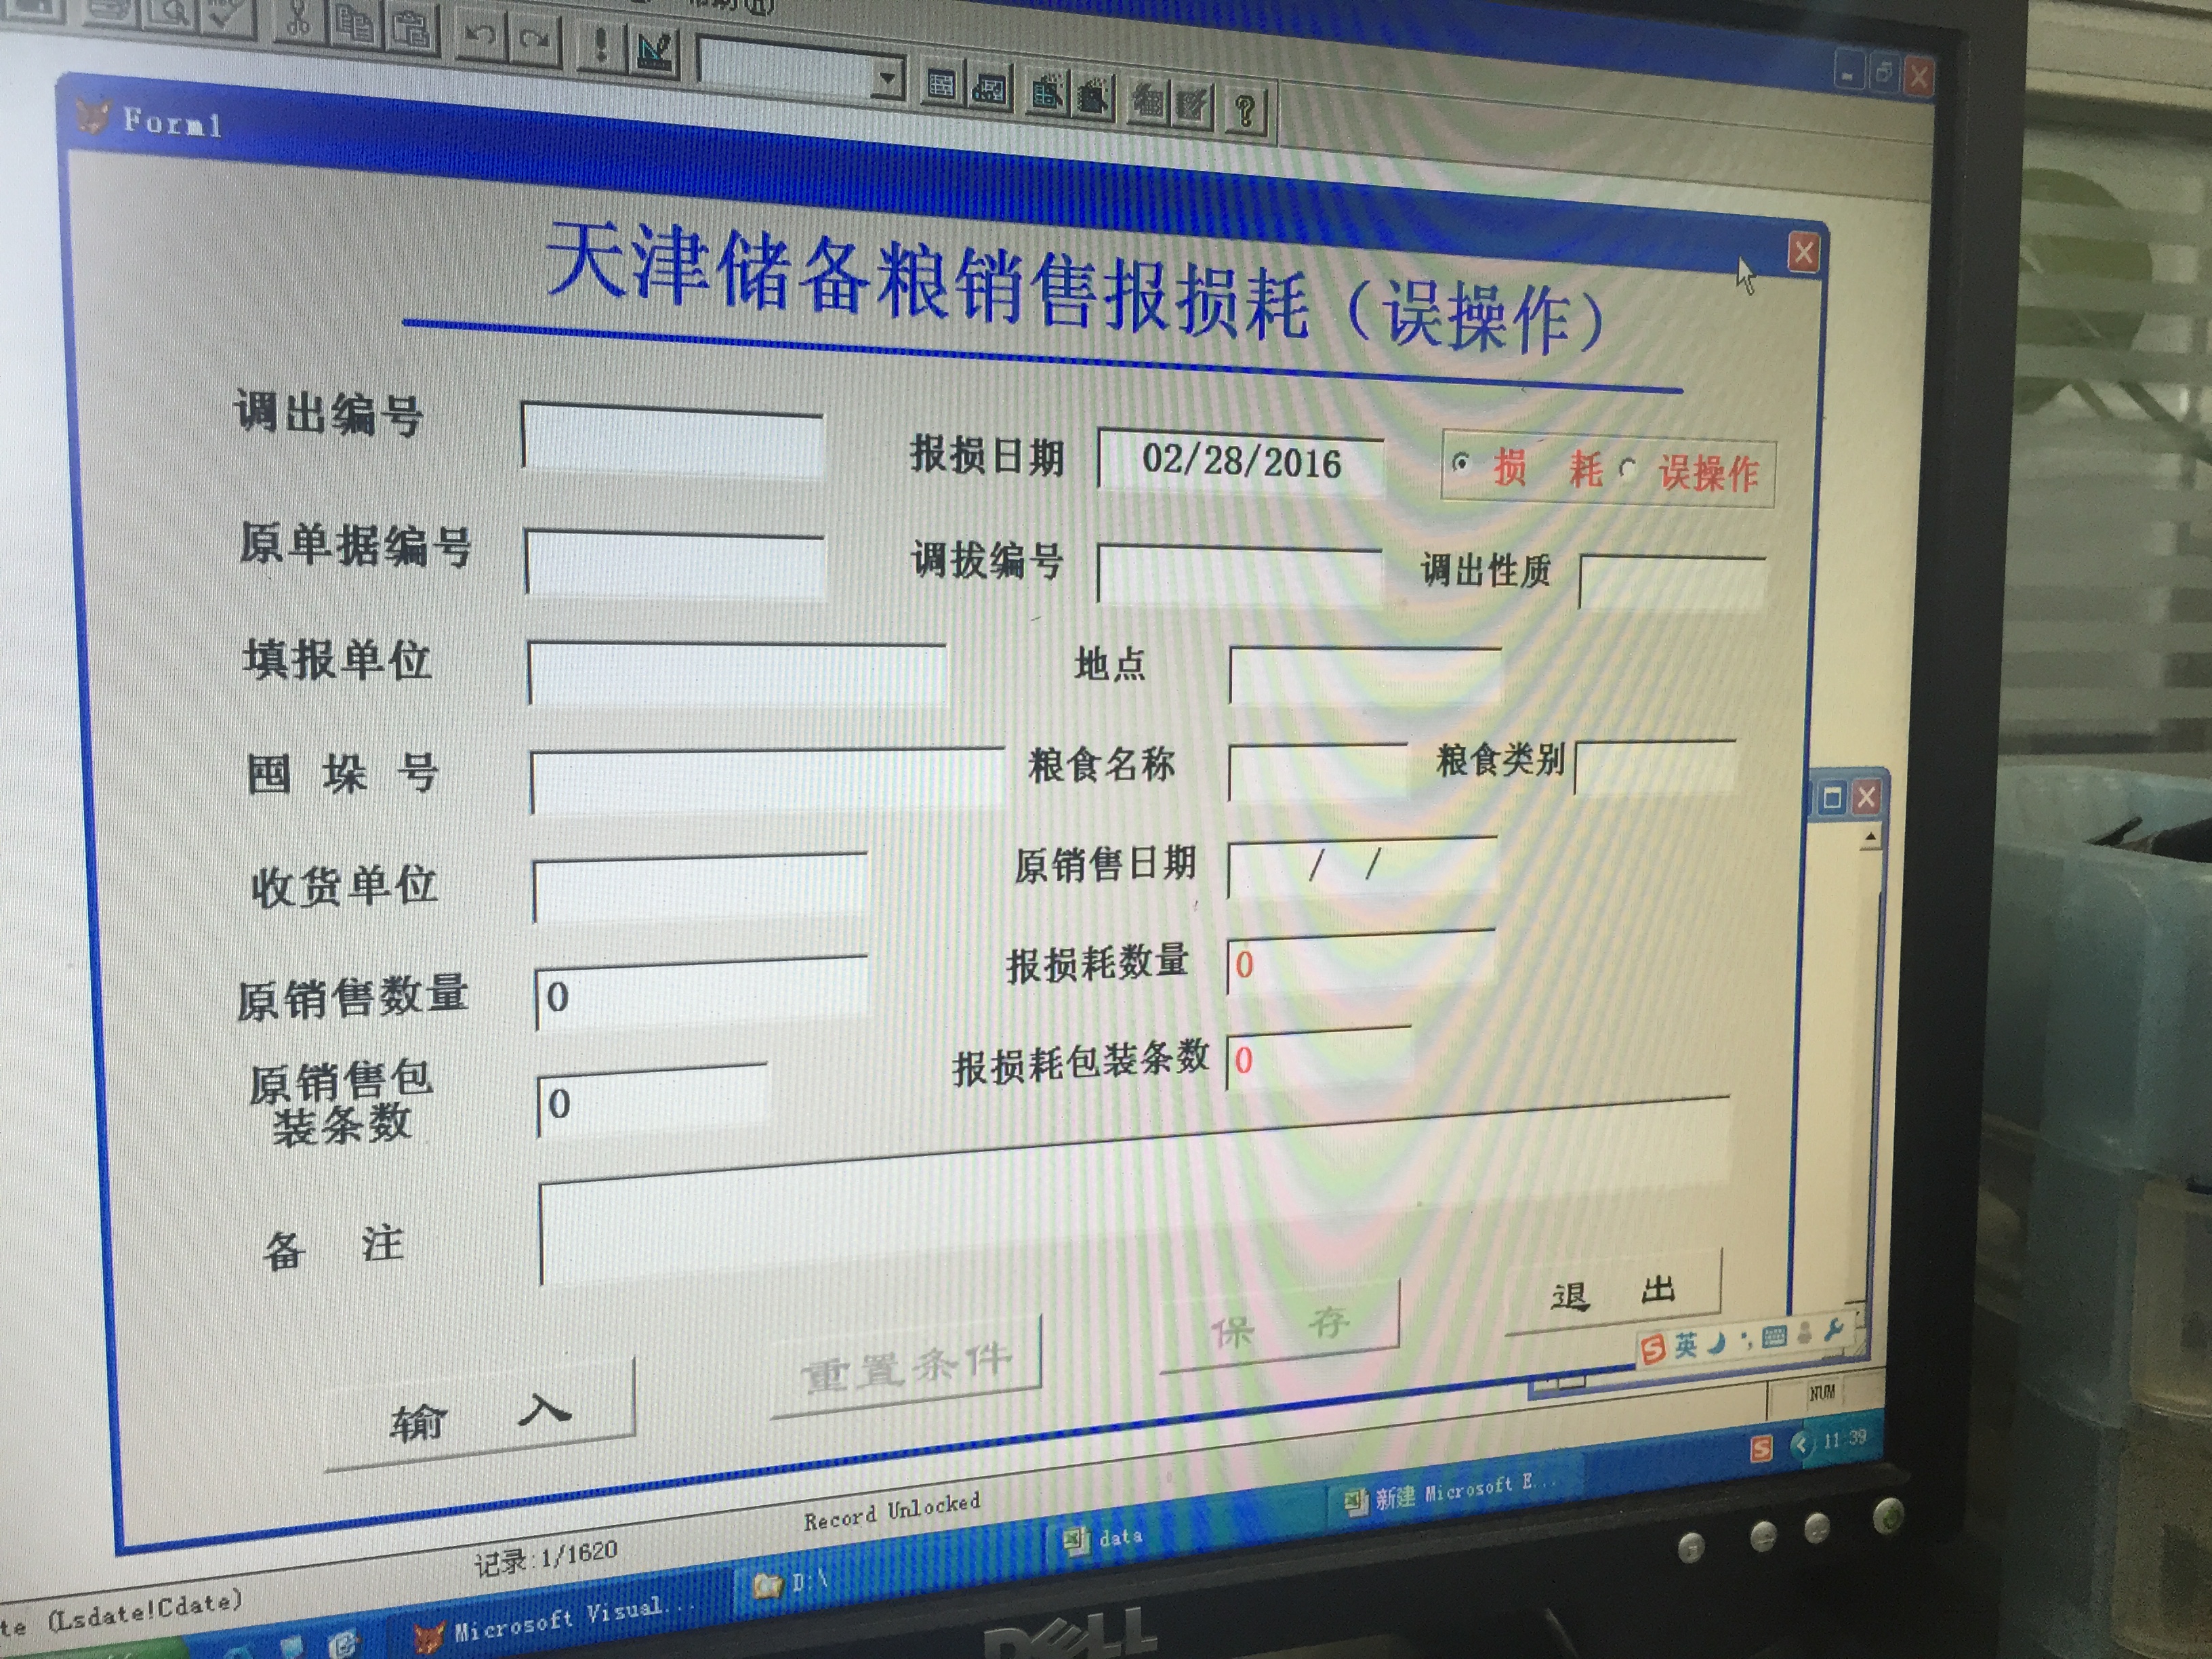 Form1
天津储备粮销售报损耗（误操作）
调出编号
报损日期 02/28/2016 损 耗 误操作
原单据编号 调拔编号 调出性质
填报单位 地点
囤 垛 号 粮食名称 粮食类别
收货单位 原销售日期 / /
原销售数量 0 报损耗数量 0
原销售包
装条数 0 报损耗包装条数 0
备 注
输 入 重置条件 保 存 退 出
英
NUM
te (Lsdate!Cdate) 记录:1/1620 Record Unlocked
Microsoft Visual... D:\ data 新建 Microsoft E... 11:39
DELL